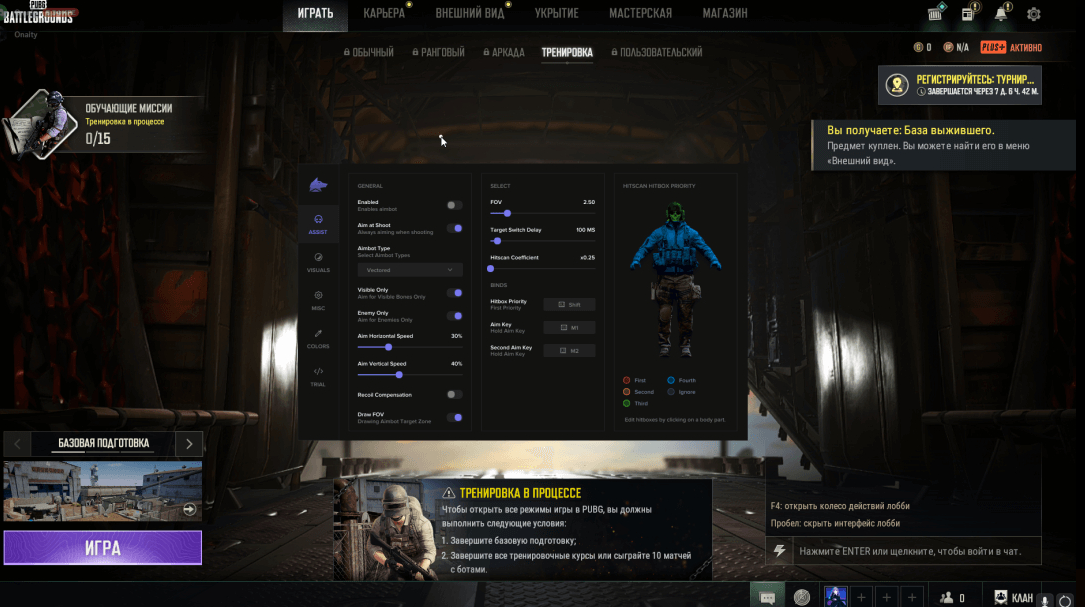 PUBG
BATTLEGROUNDS
Onaity
ИГРАТЬ
КАРЬЕРА
ВНЕШНИЙ ВИД
УКРЫТИЕ
МАСТЕРСКАЯ
МАГАЗИН
ОБЫЧНЫЙ
РАНГОВЫЙ
АРКАДА
ТРЕНИРОВКА
ПОЛЬЗОВАТЕЛЬСКИЙ
G 0
BP N/A
PLUS+ АКТИВНО
РЕГИСТРИРУЙТЕСЬ: ТУРНИР...
ЗАВЕРШАЕТСЯ ЧЕРЕЗ 7 Д. 6 Ч. 42 М.
Вы получаете: База выжившего.
Предмет куплен. Вы можете найти его в меню
«Внешний вид».
ОБУЧАЮЩИЕ МИССИИ
Тренировка в процессе
0/15
ASSIST
VISUALS
MISC
COLORS
TRIAL
GENERAL
Enabled
Enables aimbot
Aim at Shoot
Always aiming when shooting
Aimbot Type
Select Aimbot Types
Vectored
Visible Only
Aim for Visible Bones Only
Enemy Only
Aim for Enemies Only
Aim Horizontal Speed 30%
Aim Vertical Speed 40%
Recoil Compensation
Draw FOV
Drawing Aimbot Target Zone
SELECT
FOV 2.50
Target Switch Delay 100 MS
Hitscan Coefficient x0.25
BINDS
Hitbox Priority
First Priority
Shift
Aim Key
Hold Aim Key
M1
Second Aim Key
Hold Aim Key
M2
HITSCAN HITBOX PRIORITY
First
Fourth
Second
Ignore
Third
Edit hitboxes by clicking on a body part.
БАЗОВАЯ ПОДГОТОВКА
ИГРА
ТРЕНИРОВКА В ПРОЦЕССЕ
Чтобы открыть все режимы игры в PUBG, вы должны
выполнить следующие условия:
1. Завершите базовую подготовку;
2. Завершите все тренировочные курсы или сыграйте 10 матчей
с ботами.
F4: открыть колесо действий лобби
Пробел: скрыть интерфейс лобби
Нажмите ENTER или щелкните, чтобы войти в чат.
0
КЛАН